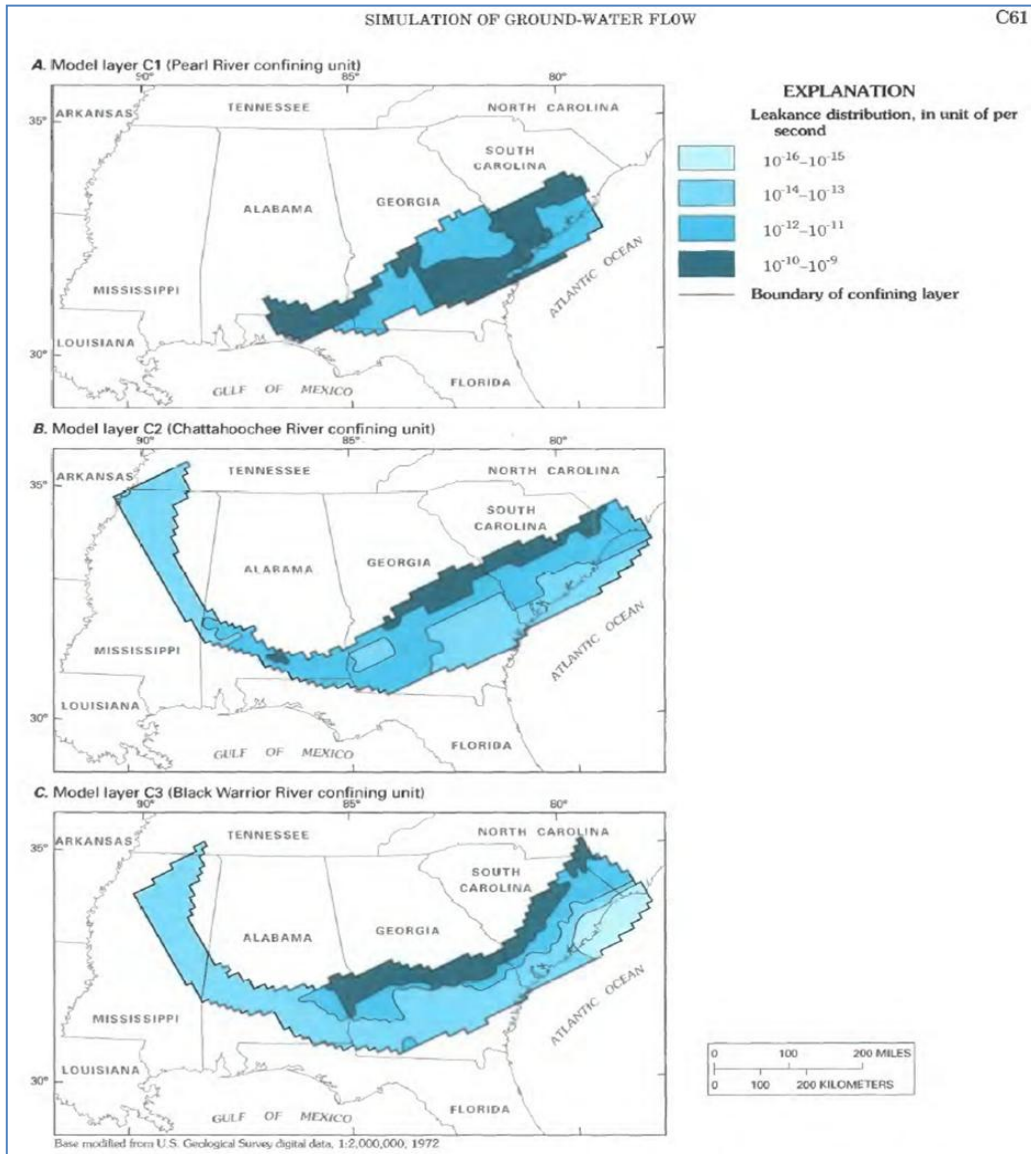 SIMULATION OF GROUND-WATER FLOW
C61
A. Model layer C1 (Pearl River confining unit)
90°
85°
80°
ARKANSAS
TENNESSEE
NORTH CAROLINA
35°
SOUTH
CAROLINA
ALABAMA
GEORGIA
MISSISSIPPI
ATLANTIC OCEAN
LOUISIANA
30°
FLORIDA
GULF OF MEXICO
EXPLANATION
Leakance distribution, in unit of per
second
10⁻¹⁶–10⁻¹⁵
10⁻¹⁴–10⁻¹³
10⁻¹²–10⁻¹¹
10⁻¹⁰–10⁻⁹
Boundary of confining layer
B. Model layer C2 (Chattahoochee River confining unit)
90°
85°
80°
ARKANSAS
TENNESSEE
NORTH CAROLINA
35°
SOUTH
CAROLINA
ALABAMA
GEORGIA
MISSISSIPPI
ATLANTIC OCEAN
LOUISIANA
30°
FLORIDA
GULF OF MEXICO
C. Model layer C3 (Black Warrior River confining unit)
90°
85°
80°
ARKANSAS
TENNESSEE
NORTH CAROLINA
35°
SOUTH
CAROLINA
ALABAMA
GEORGIA
MISSISSIPPI
ATLANTIC OCEAN
LOUISIANA
30°
FLORIDA
GULF OF MEXICO
0 100 200 MILES
0 100 200 KILOMETERS
Base modified from U.S. Geological Survey digital data, 1:2,000,000, 1972